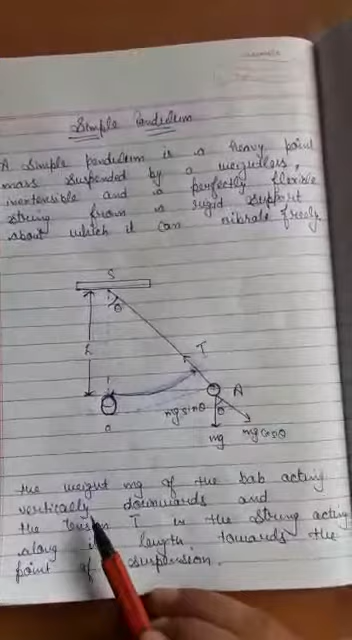 Simple Pendulum
A simple pendulum is a heavy point
mass suspended by a weightless,
inextensible and a perfectly flexible
string from a rigid support
about which it can vibrate freely
S
θ
T
A
mg sinθ
θ
mg
mg cosθ
the weight mg of the bab acting
vertically downwards and
the tension T in the string acting
along length towards the
point of suspension.